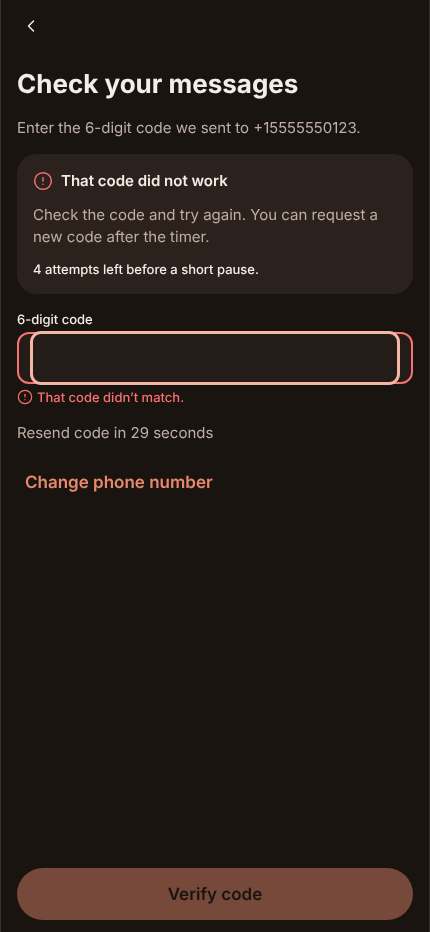 Check your messages
Enter the 6-digit code we sent to +15555550123.
That code did not work
Check the code and try again. You can request a
new code after the timer.
4 attempts left before a short pause.
6-digit code
That code didn't match.
Resend code in 29 seconds
Change phone number
Verify code